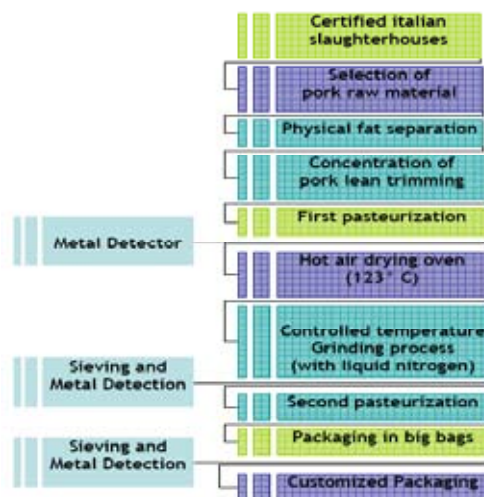 Certified italian
slaughterhouses
Selection of
pork raw material
Physical fat separation
Concentration of
pork lean trimming
First pasteurization
Metal Detector
Hot air drying oven
(123° C)
Controlled temperature
Grinding process
(with liquid nitrogen)
Sieving and
Metal Detection
Second pasteurization
Packaging in big bags
Sieving and
Metal Detection
Customized Packaging